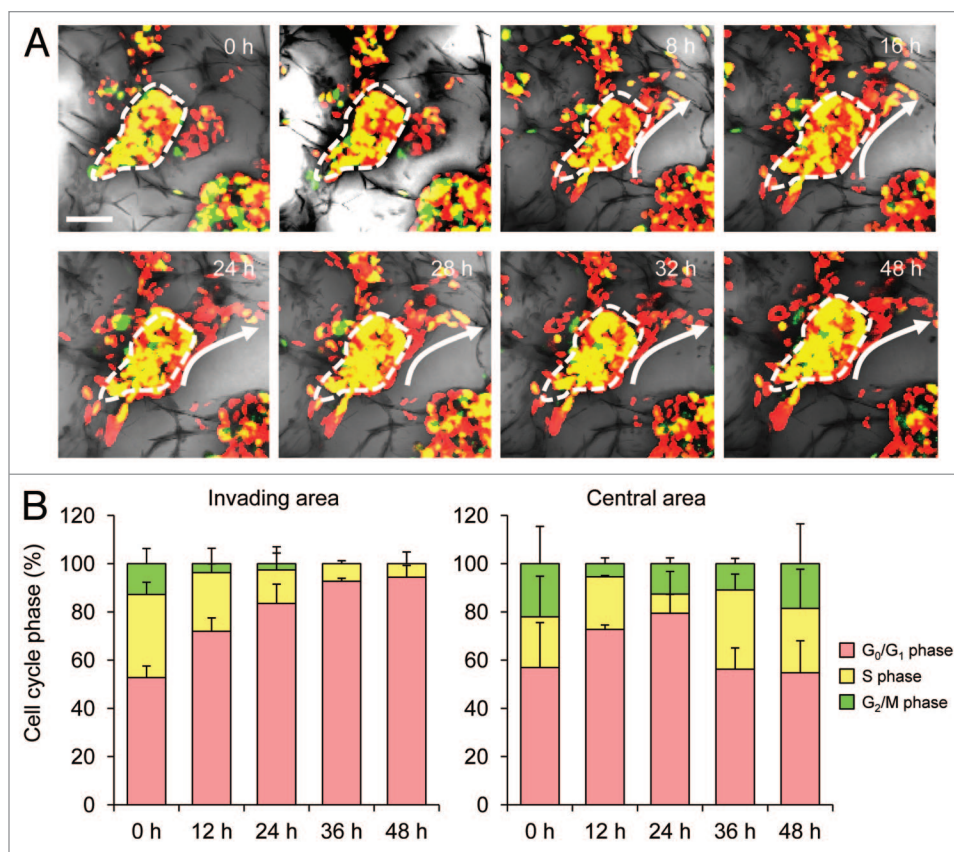 A
0 h
8 h
16 h
24 h
28 h
32 h
48 h
B
Invading area
Central area
Cell cycle phase (%)
120
100
80
60
40
20
0
0 h 12 h 24 h 36 h 48 h
120
100
80
60
40
20
0
0 h 12 h 24 h 36 h 48 h
G₀/G₁ phase
S phase
G₂/M phase